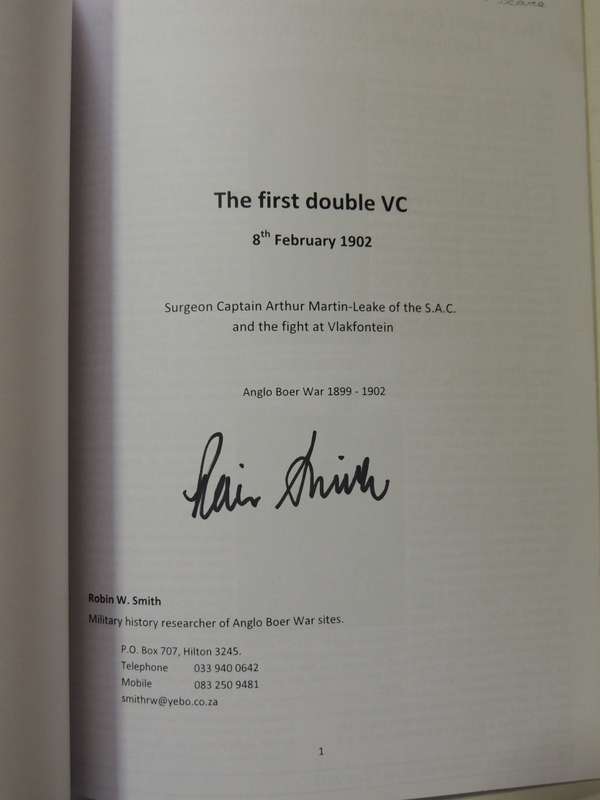 The first double VC
8th February 1902
Surgeon Captain Arthur Martin-Leake of the S.A.C.
and the fight at Vlakfontein
Anglo Boer War 1899 - 1902
Robin W. Smith
Military history researcher of Anglo Boer War sites.
P.O. Box 707, Hilton 3245.
Telephone 033 940 0642
Mobile 083 250 9481
smithrw@yebo.co.za
1